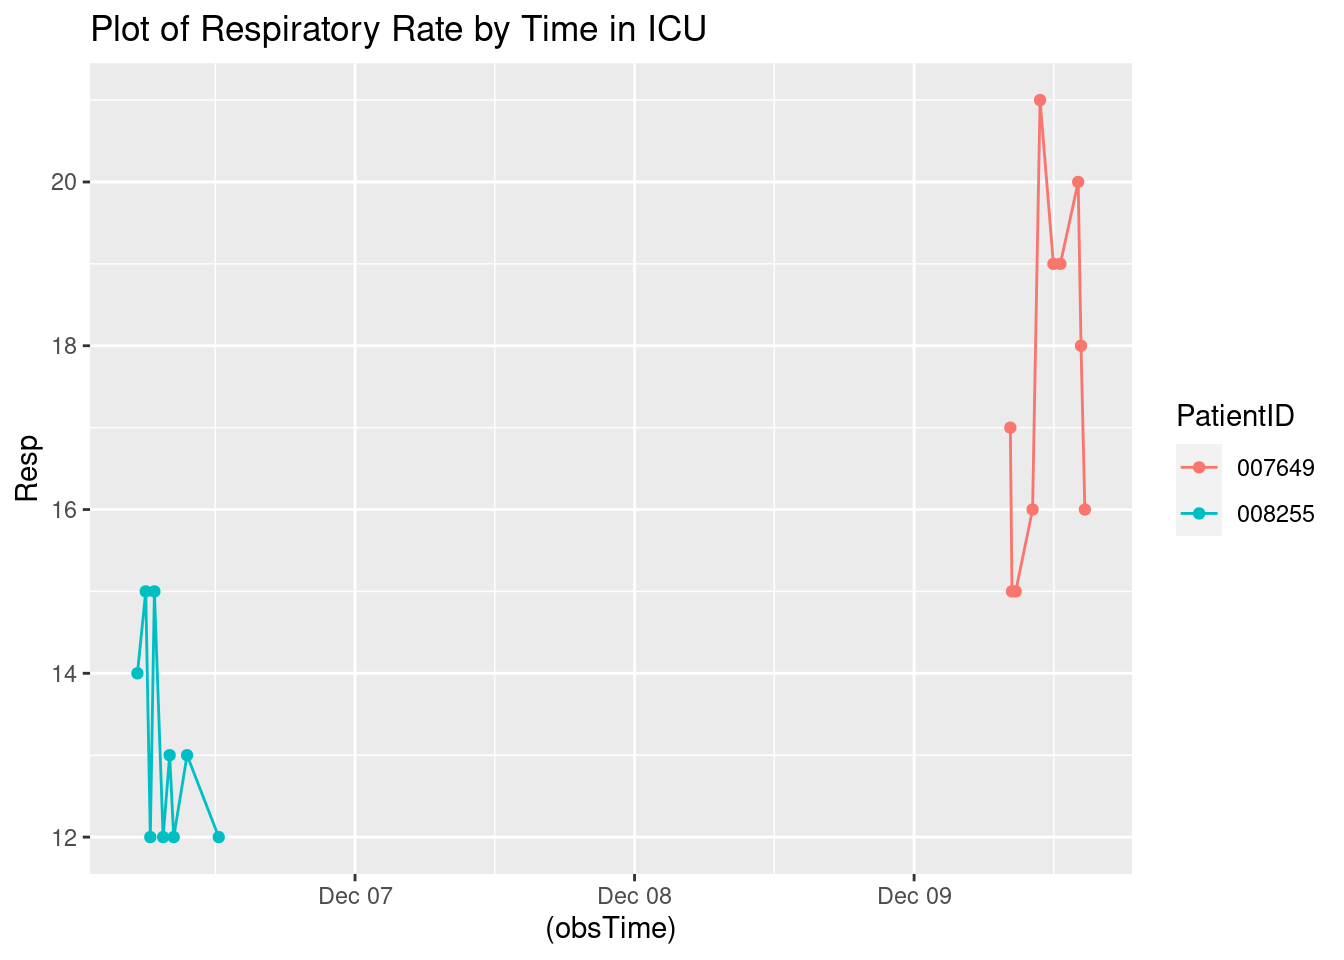 Plot of Respiratory Rate by Time in ICU
20
18
16
14
12
Resp
Dec 07
Dec 08
Dec 09
(obsTime)
PatientID
007649
008255